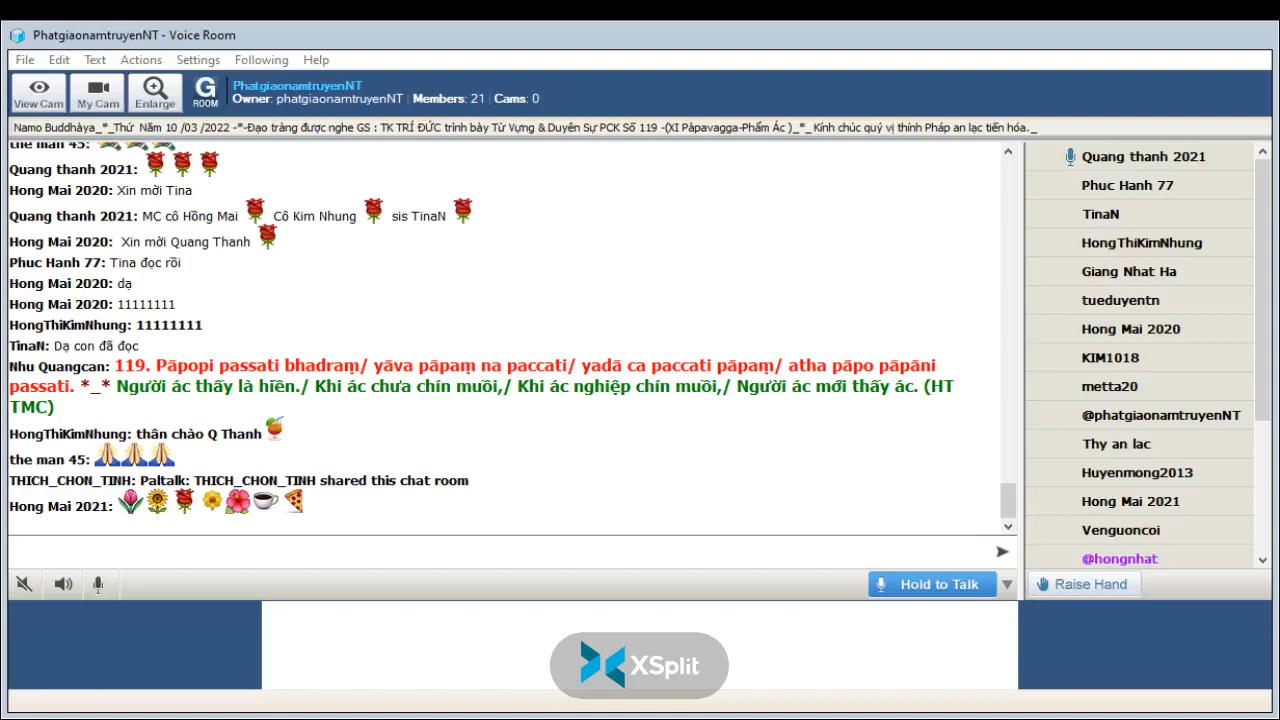 PhatgiaonamtruyenNT - Voice Room
File Edit Text Actions Settings Following Help
View Cam My Cam Enlarge G ROOM
PhatgiaonamtruyenNT
Owner: phatgiaonamtruyenNT | Members: 21 | Cams: 0
Namo Buddhàya_*_Thứ Năm 10 /03 /2022 -*-Đạo tràng được nghe GS : TK TRÍ ĐỨC trình bày Từ Vựng & Duyên Sự PCK Số 119 -(XI Pàpavagga-Phẩm Ác )_*_ Kính chúc quý vị thính Pháp an lạc tiến hóa._
the man 45:
Quang thanh 2021:
Hong Mai 2020: Xin mời Tina
Quang thanh 2021: MC cô Hồng Mai Cô Kim Nhung sis TinaN
Hong Mai 2020: Xin mời Quang Thanh
Phuc Hanh 77: Tina đọc rồi
Hong Mai 2020: dạ
Hong Mai 2020: 11111111
HongThiKimNhung: 11111111
TinaN: Dạ con đã đọc
Nhu Quangcan: 119. Pāpopi passati bhadraṃ/ yāva pāpaṃ na paccati/ yadā ca paccati pāpaṃ/ atha pāpo pāpāni
passati. *_* Người ác thấy là hiền./ Khi ác chưa chín muồi,/ Khi ác nghiệp chín muồi,/ Người ác mới thấy ác. (HT
TMC)
HongThiKimNhung: thân chào Q Thanh
the man 45:
THICH_CHON_TINH: Paltalk: THICH_CHON_TINH shared this chat room
Hong Mai 2021:
Quang thanh 2021
Phuc Hanh 77
TinaN
HongThiKimNhung
Giang Nhat Ha
tueduyentn
Hong Mai 2020
KIM1018
metta20
@phatgiaonamtruyenNT
Thy an lac
Huyenmong2013
Hong Mai 2021
Venguoncoi
@hongnhat
Hold to Talk
Raise Hand
XSplit